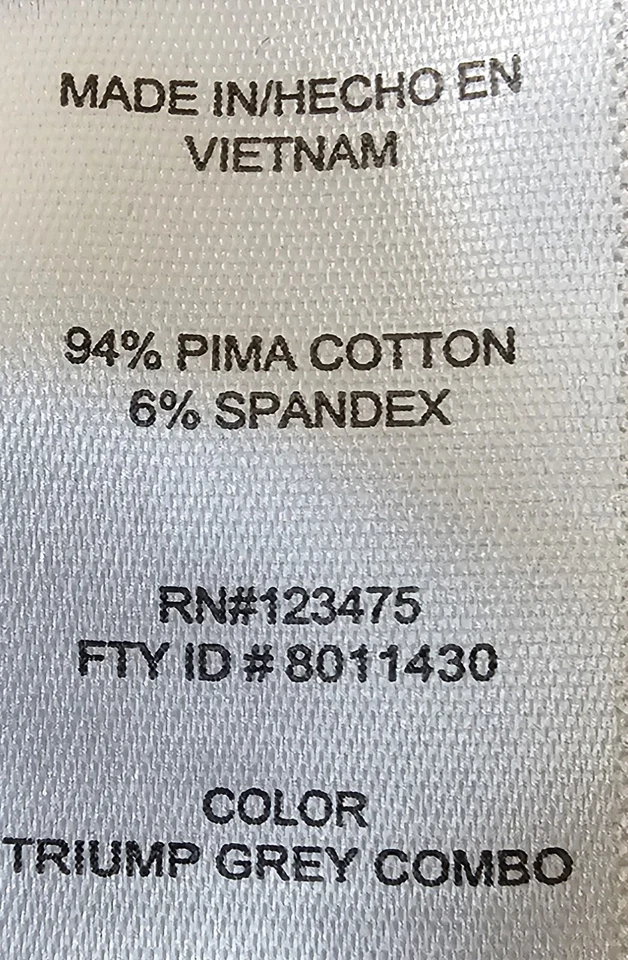 MADE IN/HECHO EN
VIETNAM
94% PIMA COTTON
6% SPANDEX
RN#123475
FTY ID # 8011430
COLOR
TRIUMP GREY COMBO